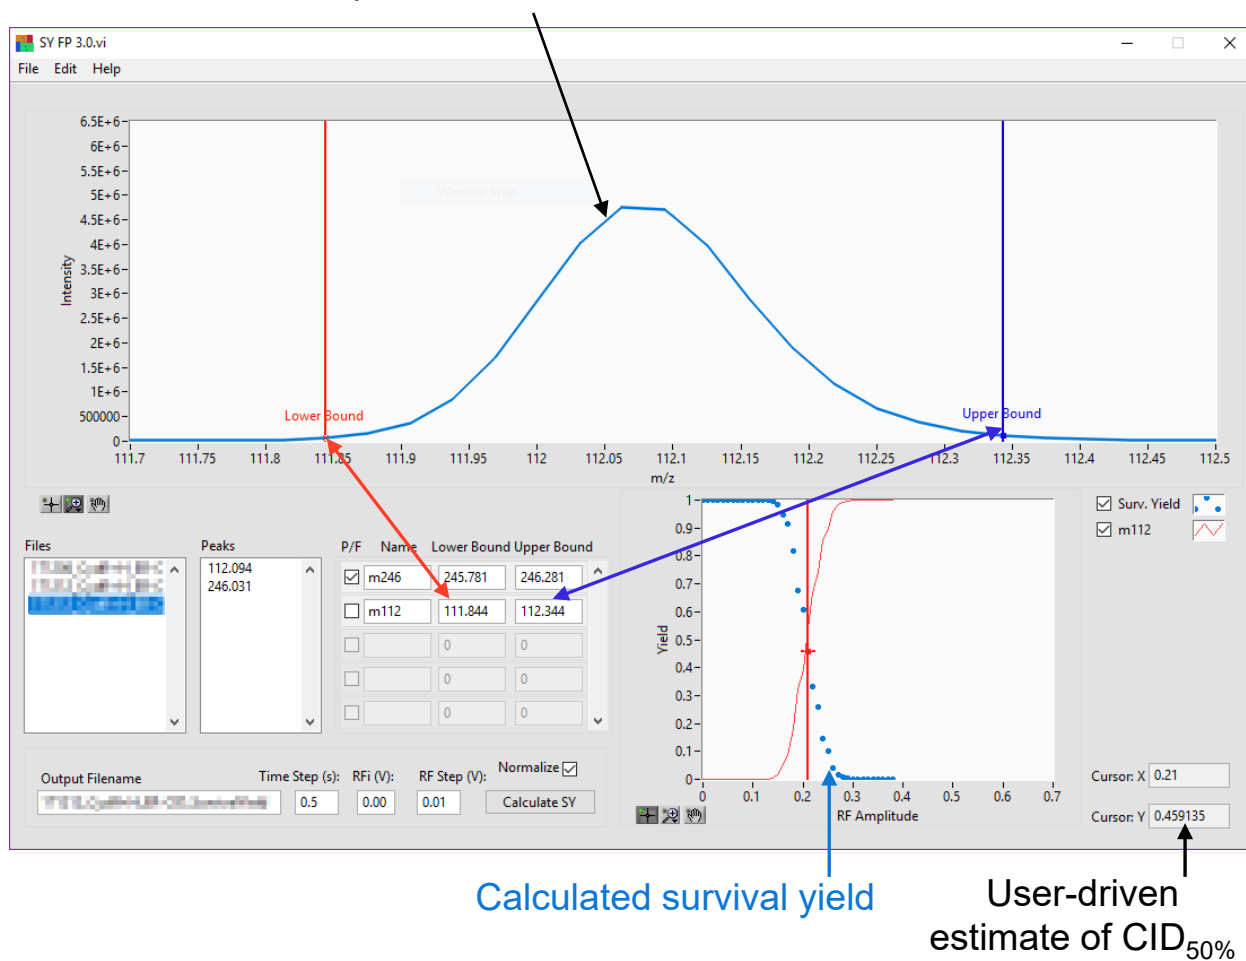 SY FP 3.0.vi
File Edit Help
6.5E+6
6E+6
5.5E+6
5E+6
4.5E+6
4E+6
3.5E+6
3E+6
2.5E+6
2E+6
1.5E+6
1E+6
500000
0
Intensity
Window Snip
Lower Bound
Upper Bound
111.7 111.75 111.8 111.85 111.9 111.95 112 112.05 112.1 112.15 112.2 112.25 112.3 112.35 112.4 112.45 112.5
m/z
Files
Peaks
112.094
246.031
P/F Name Lower Bound Upper Bound
m246 245.781 246.281
m112 111.844 112.344
0 0
0 0
0 0
Output Filename
Time Step (s): RFi (V): RF Step (V): Normalize
0.5 0.00 0.01 Calculate SY
1
0.9
0.8
0.7
0.6
0.5
0.4
0.3
0.2
0.1
0
Yield
0 0.1 0.2 0.3 0.4 0.5 0.6 0.7
RF Amplitude
Surv. Yield
m112
Cursor: X 0.21
Cursor: Y 0.459135
Calculated survival yield
User-driven
estimate of CID50%